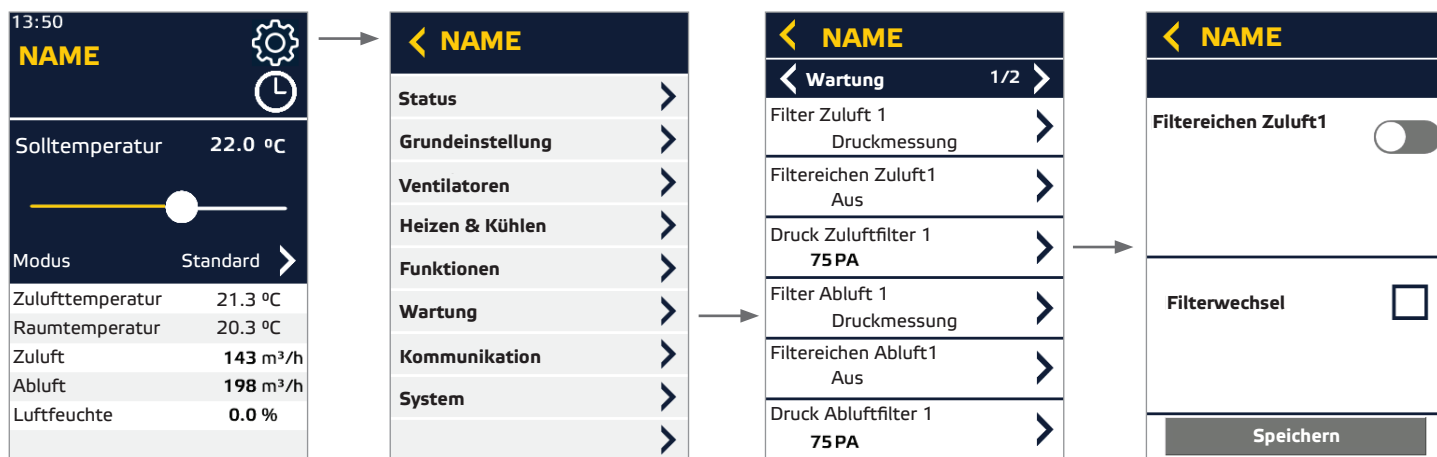 13:50
NAME
Solltemperatur 22.0 ºC
Modus Standard
Zulufttemperatur 21.3 ºC
Raumtemperatur 20.3 ºC
Zuluft 143 m³/h
Abluft 198 m³/h
Luftfeuchte 0.0 %
NAME
Status
Grundeinstellung
Ventilatoren
Heizen & Kühlen
Funktionen
Wartung
Kommunikation
System
NAME
Wartung 1/2
Filter Zuluft 1
Druckmessung
Filtereichen Zuluft1
Aus
Druck Zuluftfilter 1
75 PA
Filter Abluft 1
Druckmessung
Filtereichen Abluft1
Aus
Druck Abluftfilter 1
75 PA
NAME
Filtereichen Zuluft1
Filterwechsel
Speichern